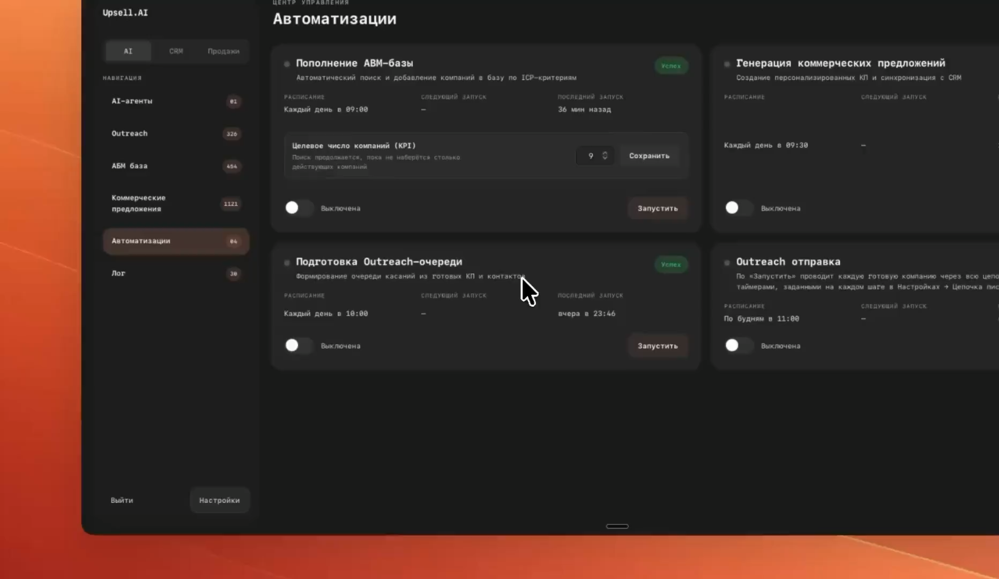 Upsell.AI
AI
CRM
Продажи
НАВИГАЦИЯ
AI-агенты
01
Outreach
326
АБМ база
454
Коммерческие
предложения
1121
Автоматизации
04
Лог
30
Выйти
Настройки
ЦЕНТР УПРАВЛЕНИЯ
Автоматизации
Пополнение ABM-базы
Успех
Автоматический поиск и добавление компаний в базу по ICP-критериям
РАСПИСАНИЕ
СЛЕДУЮЩИЙ ЗАПУСК
ПОСЛЕДНИЙ ЗАПУСК
Каждый день в 09:00
—
36 мин назад
Целевое число компаний (KPI)
Поиск продолжается, пока не наберётся столько
действующих компаний
9
Сохранить
Выключена
Запустить
Генерация коммерческих предложений
Создание персонализированных КП и синхронизация с CRM
РАСПИСАНИЕ
СЛЕДУЮЩИЙ ЗАПУСК
Каждый день в 09:30
—
Выключена
Подготовка Outreach-очереди
Успех
Формирование очереди касаний из готовых КП и контактов
РАСПИСАНИЕ
СЛЕДУЮЩИЙ ЗАПУСК
ПОСЛЕДНИЙ ЗАПУСК
Каждый день в 10:00
—
вчера в 23:46
Выключена
Запустить
Outreach отправка
По «Запустить» проводит каждую готовую компанию через всю цепо
таймерами, заданными на каждом шаге в Настройках → Цепочка пис
РАСПИСАНИЕ
СЛЕДУЮЩИЙ ЗАПУСК
По будням в 11:00
—
Выключена